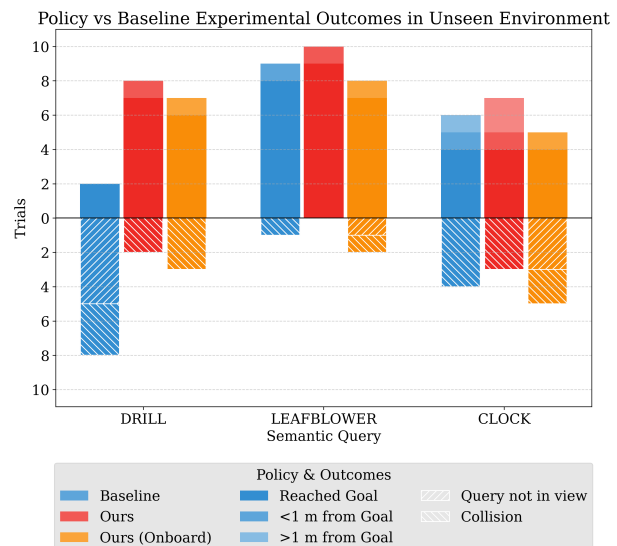 Policy vs Baseline Experimental Outcomes in Unseen Environment
10
8
6
4
2
0
2
4
6
8
10
Trials
DRILL LEAFBLOWER CLOCK
Semantic Query
Policy & Outcomes
Baseline Reached Goal Query not in view
Ours <1 m from Goal Collision
Ours (Onboard) >1 m from Goal